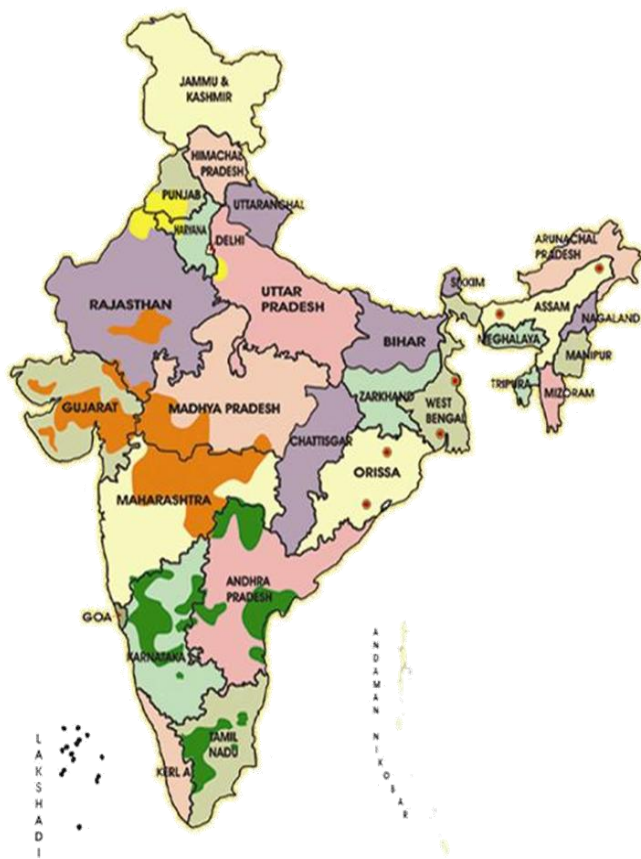 JAMMU &
KASHMIR
HIMACHAL
PRADESH
PUNJAB
UTTARANCHAL
HARYANA
DELHI
ARUNACHAL
PRADESH
SIKKIM
UTTAR
PRADESH
RAJASTHAN
ASSAM
NAGALAND
BIHAR
MEGHALAYA
MANIPUR
TRIPURA
MIZORAM
ZARKHAND
WEST
BENGAL
GUJARAT
MADHYA PRADESH
CHATTISGAR
ORISSA
MAHARASHTRA
ANDHRA
PRADESH
GOA
KARNATAKA
TAMIL
NADU
KERLA
ANDAMAN NIKOBAR
LAKSHADI